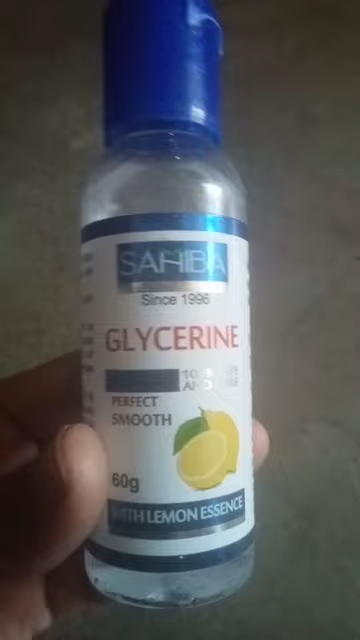 SAHIBA
Since 1996
GLYCERINE
PERFECT
SMOOTH
60g
WITH LEMON ESSENCE